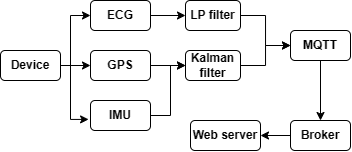 ECG
LP filter
MQTT
Device
GPS
Kalman
filter
IMU
Web server
Broker